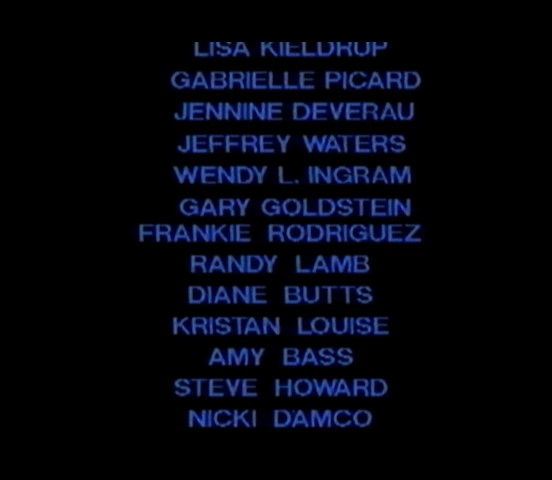 LISA KIELDRUP
GABRIELLE PICARD
JENNINE DEVERAU
JEFFREY WATERS
WENDY L. INGRAM
GARY GOLDSTEIN
FRANKIE RODRIGUEZ
RANDY LAMB
DIANE BUTTS
KRISTAN LOUISE
AMY BASS
STEVE HOWARD
NICKI D'AMCO